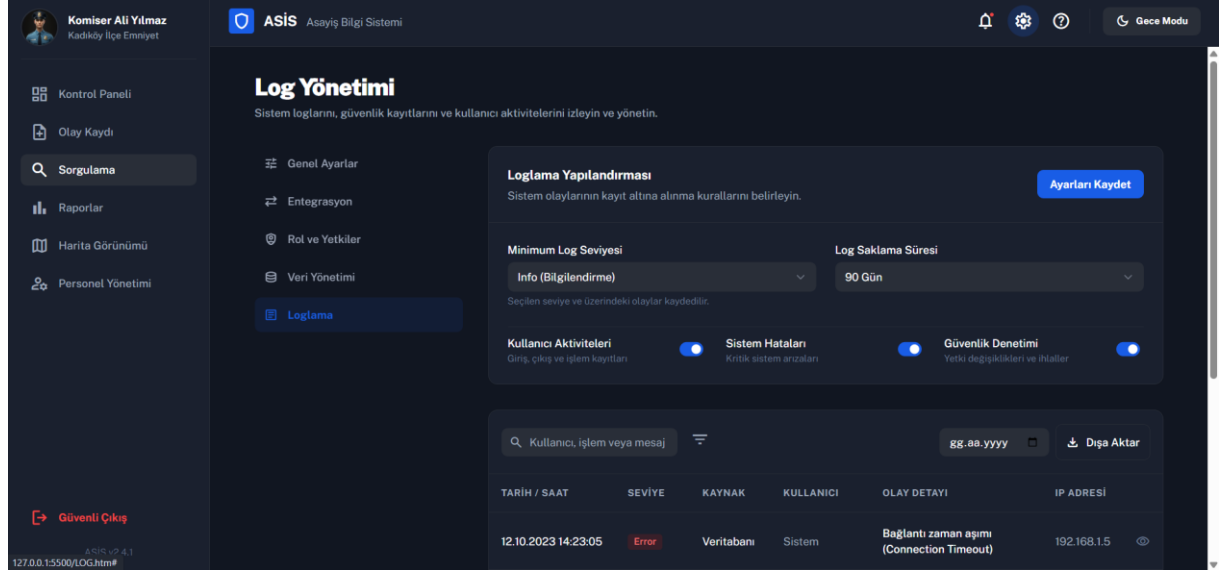 Komiser Ali Yılmaz
Kadıköy İlçe Emniyet
ASİS Asayiş Bilgi Sistemi
Gece Modu
Kontrol Paneli
Olay Kaydı
Sorgulama
Raporlar
Harita Görünümü
Personel Yönetimi
Güvenli Çıkış
ASİS v2.4.1
127.0.0.1:5500/LOG.htm#
Log Yönetimi
Sistem loglarını, güvenlik kayıtlarını ve kullanıcı aktivitelerini izleyin ve yönetin.
Genel Ayarlar
Entegrasyon
Rol ve Yetkiler
Veri Yönetimi
Loglama
Loglama Yapılandırması
Sistem olaylarının kayıt altına alınma kurallarını belirleyin.
Ayarları Kaydet
Minimum Log Seviyesi
Info (Bilgilendirme)
Seçilen seviye ve üzerindeki olaylar kaydedilir.
Log Saklama Süresi
90 Gün
Kullanıcı Aktiviteleri
Giriş, çıkış ve işlem kayıtları
Sistem Hataları
Kritik sistem arızaları
Güvenlik Denetimi
Yetki değişiklikleri ve ihlaller
Kullanıcı, işlem veya mesaj
gg.aa.yyyy
Dışa Aktar
TARİH / SAAT SEVİYE KAYNAK KULLANICI OLAY DETAYI IP ADRESİ
12.10.2023 14:23:05 Error Veritabanı Sistem Bağlantı zaman aşımı 192.168.1.5
(Connection Timeout)